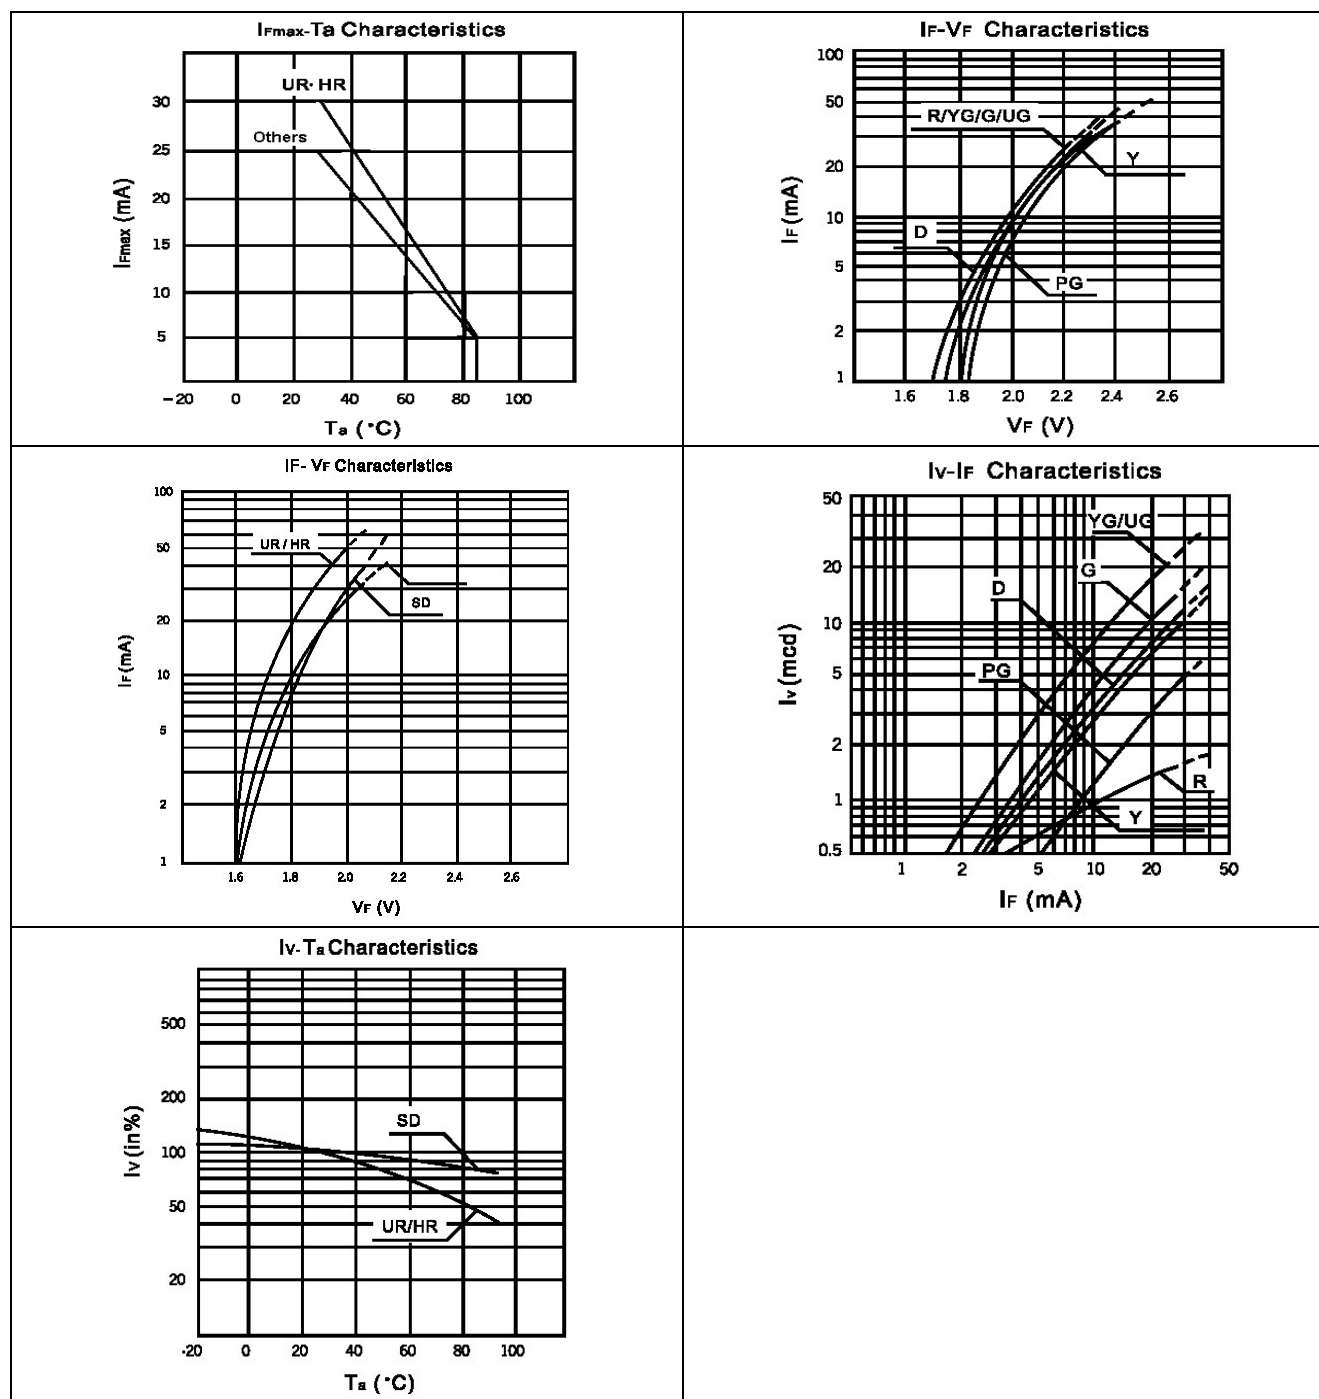 IFmax-Ta Characteristics
UR· HR
Others
30
25
20
15
10
5
IFmax (mA)
-20 0 20 40 60 80 100
Ta (°C)
IF-VF Characteristics
100
50
20
10
5
2
1
IF (mA)
R/YG/G/UG
Y
D
PG
1.6 1.8 2.0 2.2 2.4 2.6
VF (V)
IF- VF Characteristics
100
50
20
10
5
2
1
IF (mA)
UR / HR
SD
1.6 1.8 2.0 2.2 2.4 2.6
VF (V)
Iv-IF Characteristics
50
20
10
5
2
1
0.5
Iv (mcd)
YG/UG
G
D
PG
R
Y
1 2 5 10 20 50
IF (mA)
Iv-Ta Characteristics
500
200
100
50
20
Iv (in%)
SD
UR/HR
-20 0 20 40 60 80 100
Ta (°C)